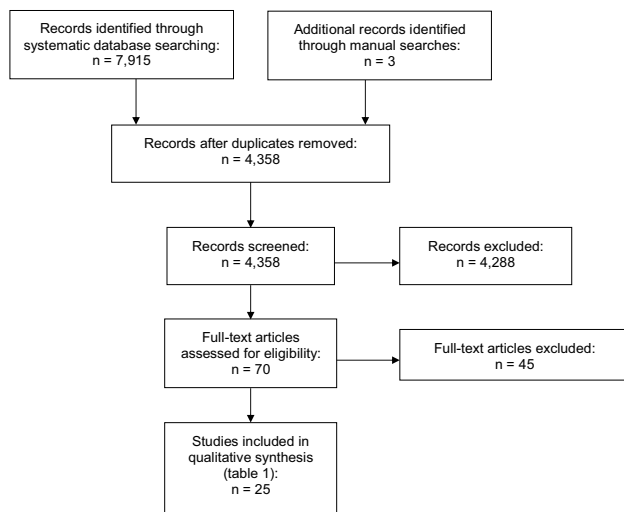 Records identified through
systematic database searching:
n = 7,915
Additional records identified
through manual searches:
n = 3
Records after duplicates removed:
n = 4,358
Records screened:
n = 4,358
Records excluded:
n = 4,288
Full-text articles
assessed for eligibility:
n = 70
Full-text articles excluded:
n = 45
Studies included in
qualitative synthesis
(table 1):
n = 25